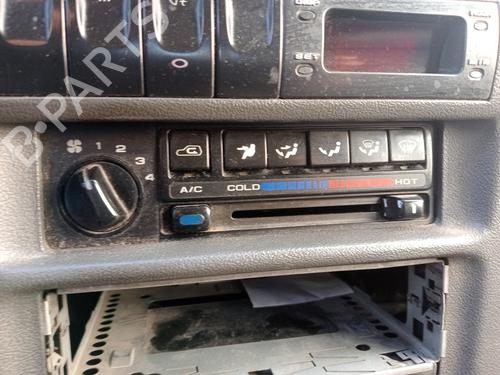 SET
1 2 3 4
A/C COLD HOT
B-PARTS